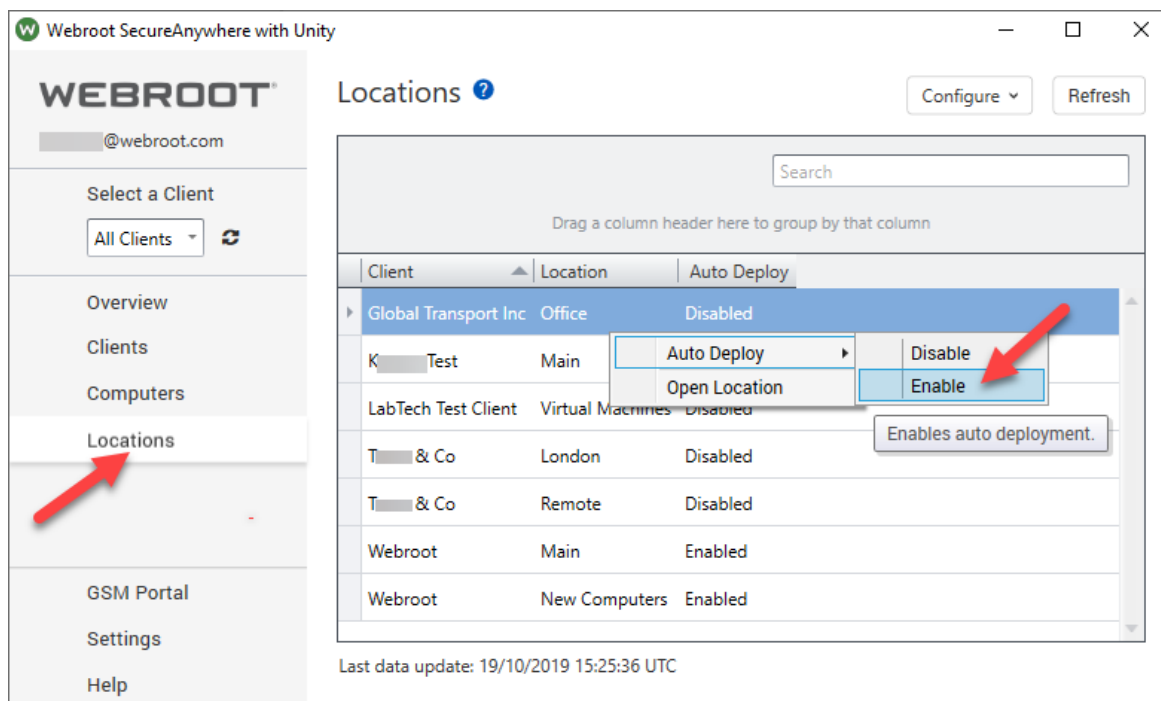 Webroot SecureAnywhere with Unity
WEBROOT
@webroot.com
Select a Client
All Clients
Overview
Clients
Computers
Locations
GSM Portal
Settings
Help
Locations
Configure Refresh
Search
Drag a column header here to group by that column
Client Location Auto Deploy
Global Transport Inc Office Disabled
K Test Main
LabTech Test Client Virtual Machines Disabled
T & Co London Disabled
T & Co Remote Disabled
Webroot Main Enabled
Webroot New Computers Enabled
Auto Deploy
Open Location
Disable
Enable
Enables auto deployment.
Last data update: 19/10/2019 15:25:36 UTC